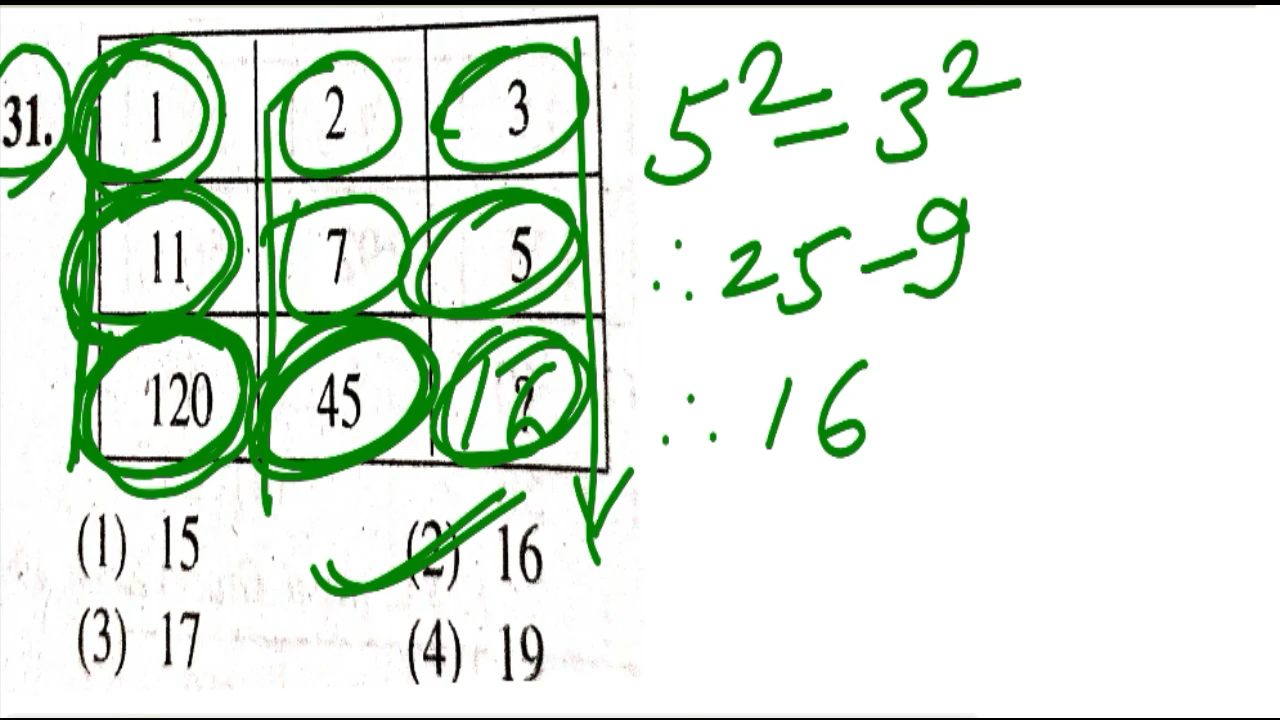 31. 1 2 3 5² = 3²
11 7 5 ∴ 25 - 9
120 45 16 ∴ 16
(1) 15 (2) 16
(3) 17 (4) 19